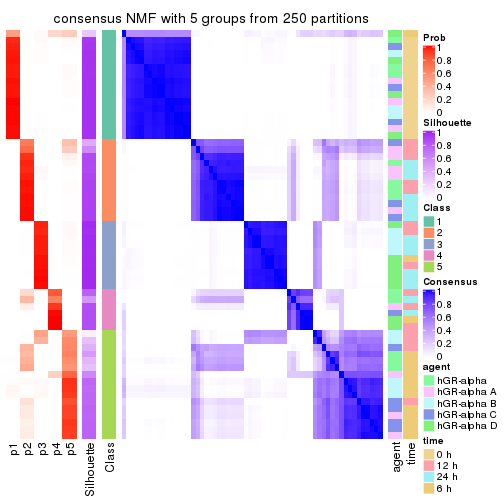 consensus NMF with 5 groups from 250 partitions
Prob
1
0.8
0.6
0.4
0.2
0
Silhouette
1
0.8
0.6
0.4
0.2
0
Class
1
2
3
4
5
Consensus
1
0.8
0.6
0.4
0.2
0
agent
hGR-alpha
hGR-alpha A
hGR-alpha B
hGR-alpha C
hGR-alpha D
time
0 h
12 h
24 h
6 h
p1
p2
p3
p4
p5
Silhouette
Class
agent
time